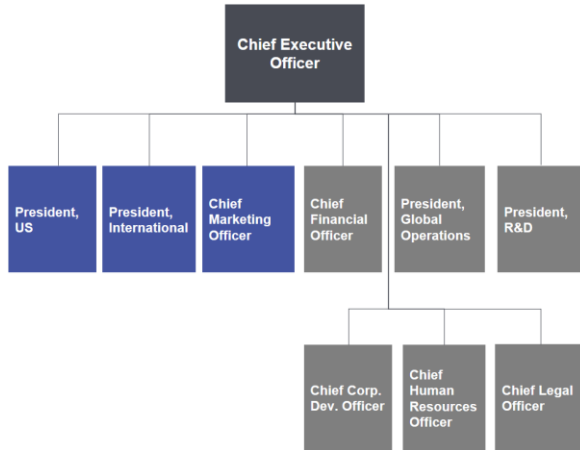 Chief Executive
Officer
President,
US
President,
International
Chief
Marketing
Officer
Chief
Financial
Officer
President,
Global
Operations
President,
R&D
Chief Corp.
Dev. Officer
Chief
Human
Resources
Officer
Chief Legal
Officer